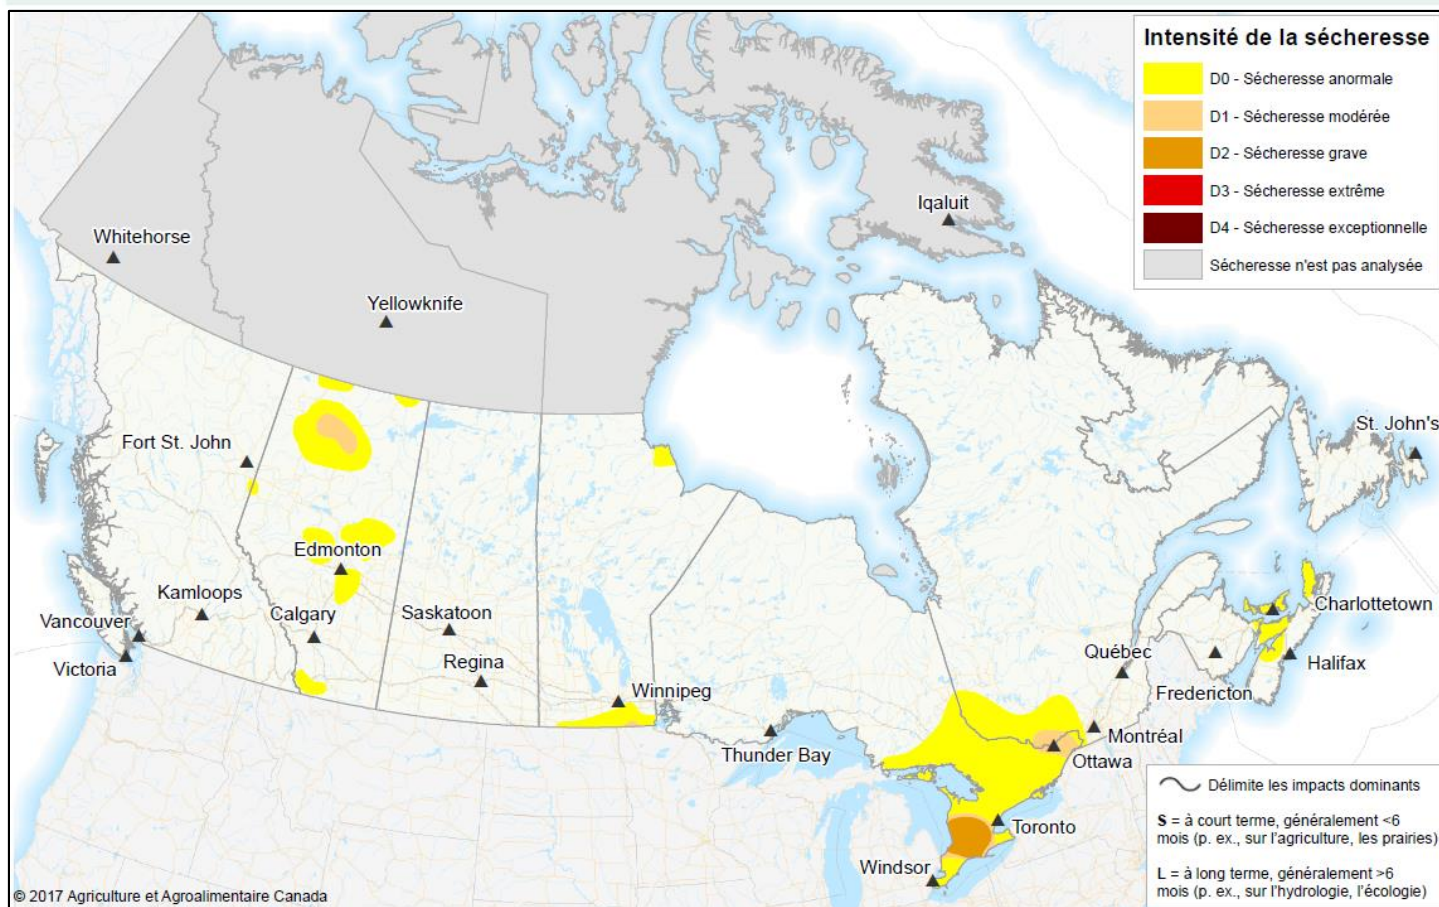 Intensité de la sécheresse
D0 - Sécheresse anormale
D1 - Sécheresse modérée
D2 - Sécheresse grave
D3 - Sécheresse extrême
D4 - Sécheresse exceptionnelle
Sécheresse n'est pas analysée
Iqaluit
Whitehorse
Yellowknife
Fort St. John
St. John's
Edmonton
Kamloops
Calgary
Saskatoon
Charlottetown
Vancouver
Victoria
Regina
Québec
Halifax
Winnipeg
Fredericton
Montréal
Thunder Bay
Ottawa
Toronto
Windsor
Délimite les impacts dominants
S = à court terme, généralement <6
mois (p. ex., sur l'agriculture, les prairies)
L = à long terme, généralement >6
mois (p. ex., sur l'hydrologie, l'écologie)
© 2017 Agriculture et Agroalimentaire Canada